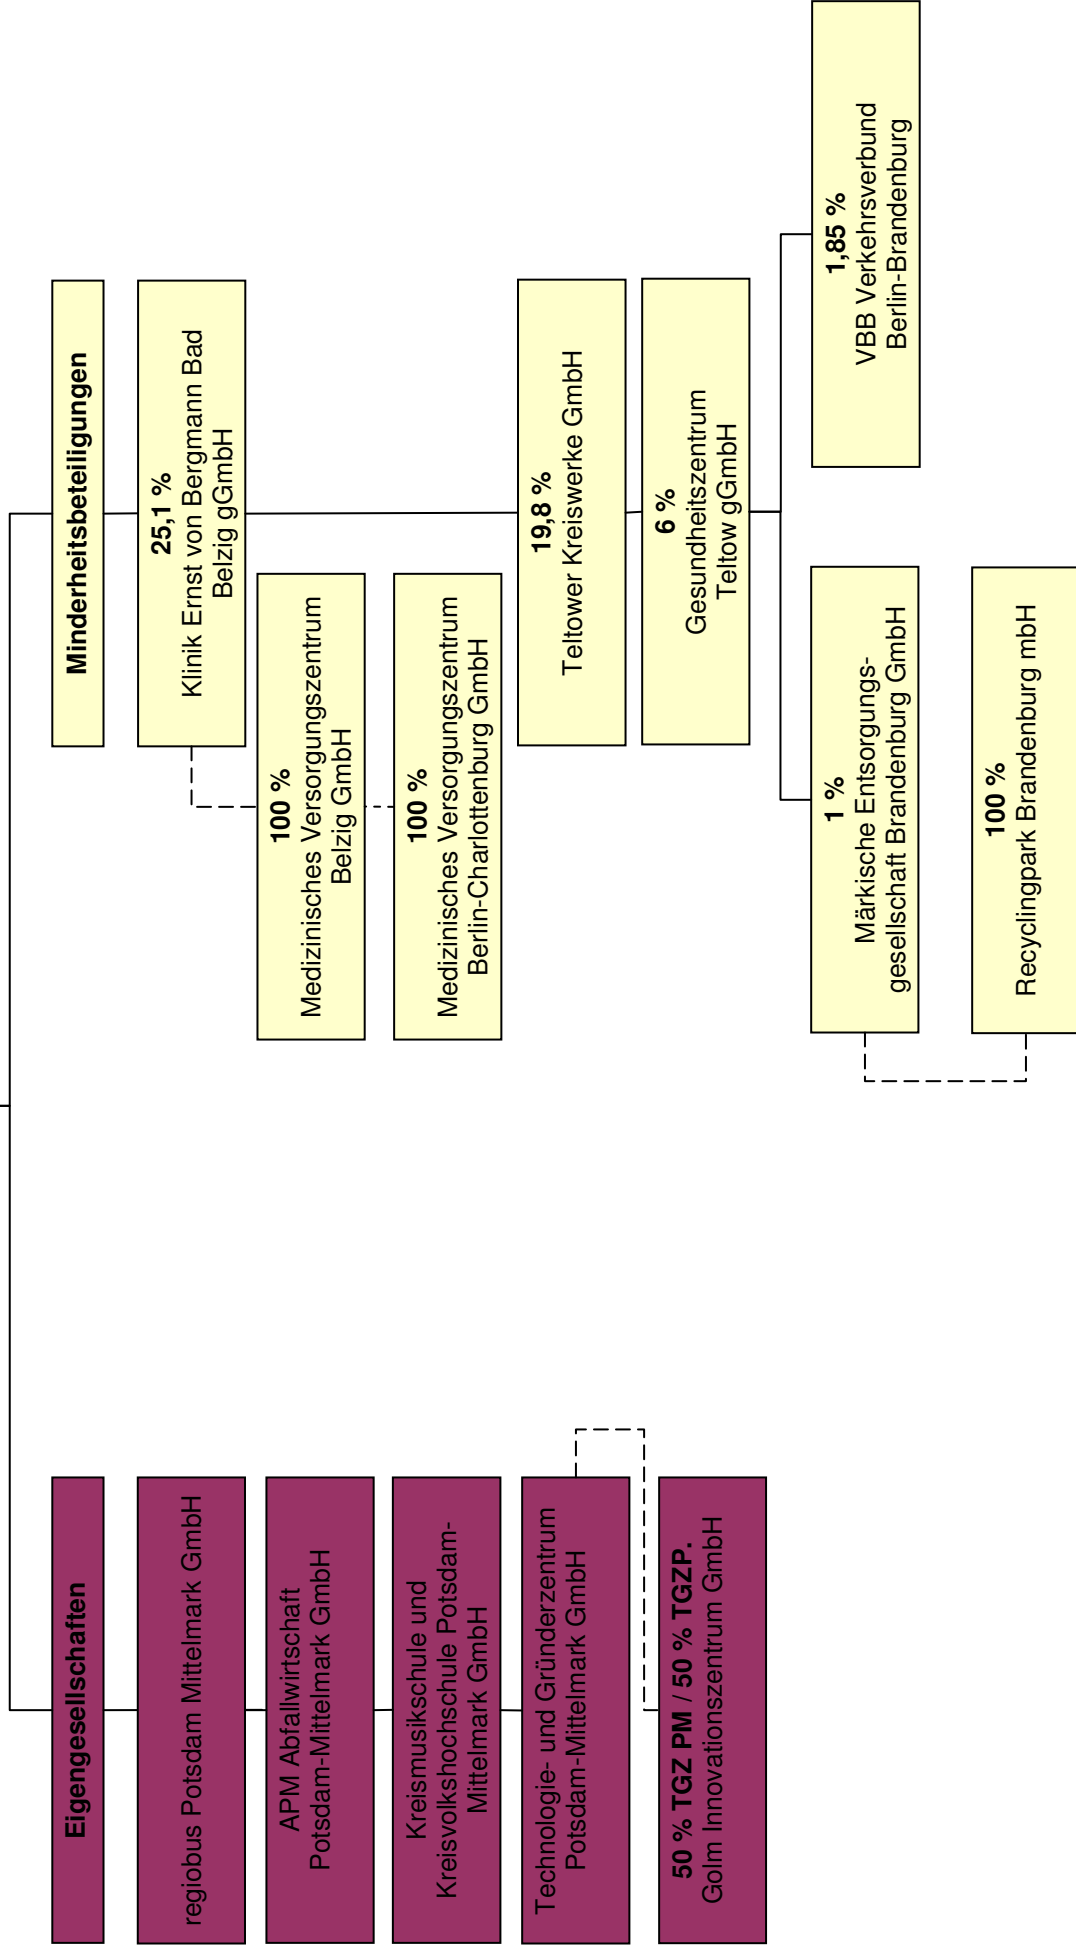 Eigengesellschaften
regiobus Potsdam Mittelmark GmbH
APM Abfallwirtschaft
Potsdam-Mittelmark GmbH
Kreismusikschule und
Kreisvolkshochschule Potsdam-
Mittelmark GmbH
Technologie- und Gründerzentrum
Potsdam-Mittelmark GmbH
50 % TGZ PM / 50 % TGZP.
Golm Innovationszentrum GmbH
Minderheitsbeteiligungen
25,1 %
Klinik Ernst von Bergmann Bad
Belzig gGmbH
100 %
Medizinisches Versorgungszentrum
Belzig GmbH
100 %
Medizinisches Versorgungszentrum
Berlin-Charlottenburg GmbH
19,8 %
Teltower Kreiswerke GmbH
6 %
Gesundheitszentrum
Teltow gGmbH
1 %
Märkische Entsorgungs-
gesellschaft Brandenburg GmbH
100 %
Recyclingpark Brandenburg mbH
1,85 %
VBB Verkehrsverbund
Berlin-Brandenburg